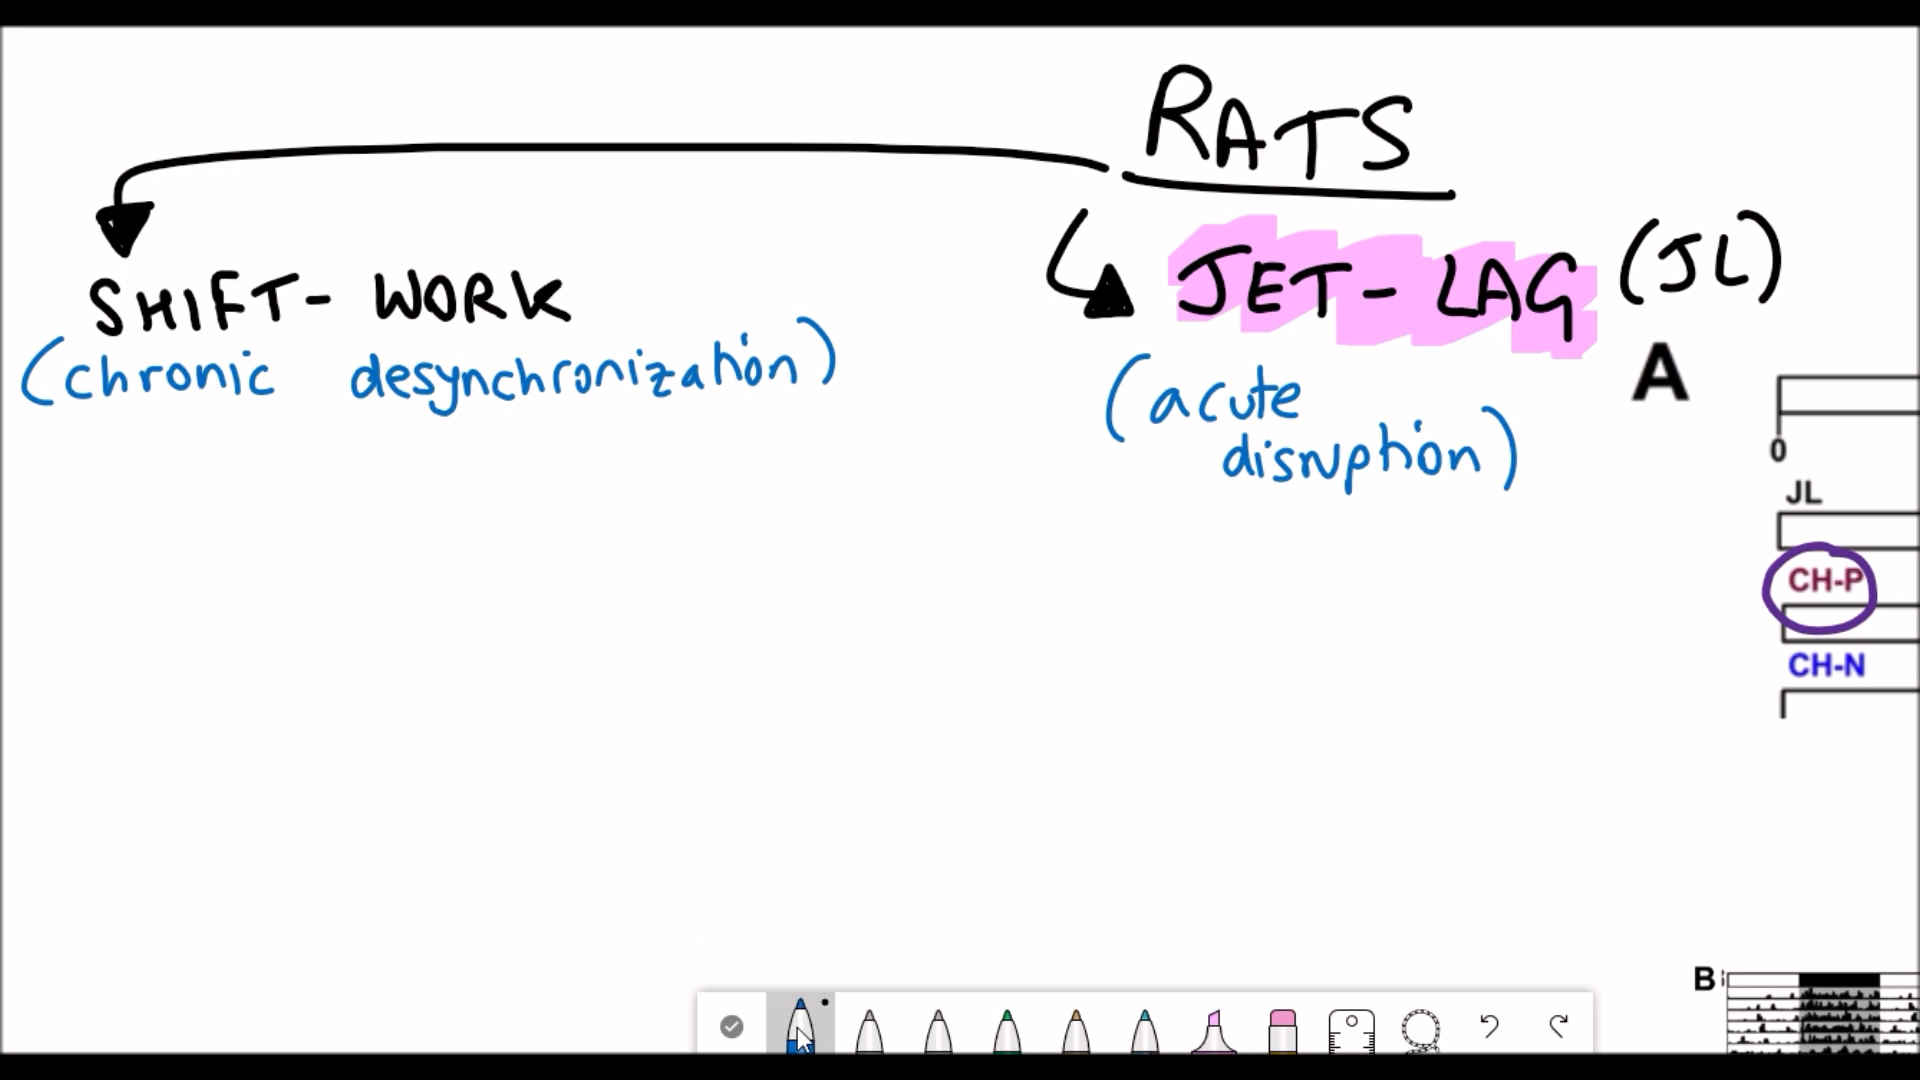 RATS
SHIFT-WORK
(chronic desynchronization)
JET-LAG (JL)
(acute
disruption)
A
0
JL
CH-P
CH-N
B i